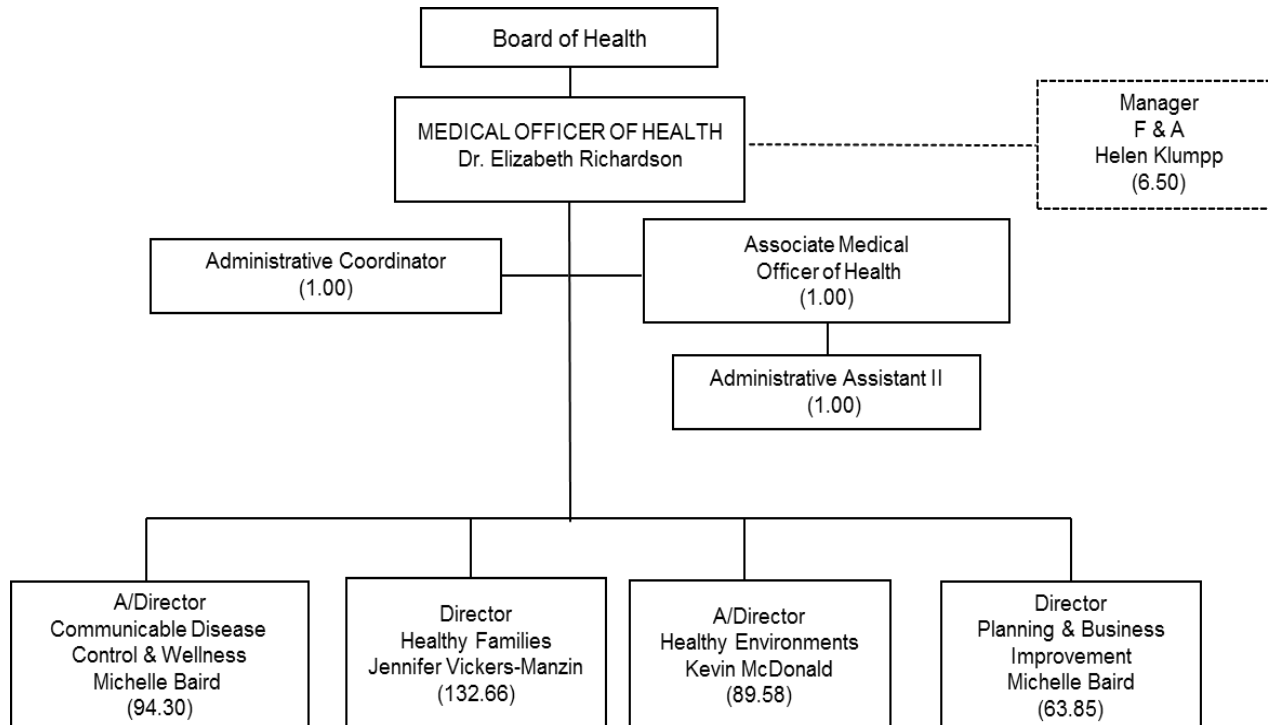 Board of Health
MEDICAL OFFICER OF HEALTH
Dr. Elizabeth Richardson
Manager
F & A
Helen Klumpp
(6.50)
Administrative Coordinator
(1.00)
Associate Medical
Officer of Health
(1.00)
Administrative Assistant II
(1.00)
A/Director
Communicable Disease
Control & Wellness
Michelle Baird
(94.30)
Director
Healthy Families
Jennifer Vickers-Manzin
(132.66)
A/Director
Healthy Environments
Kevin McDonald
(89.58)
Director
Planning & Business
Improvement
Michelle Baird
(63.85)